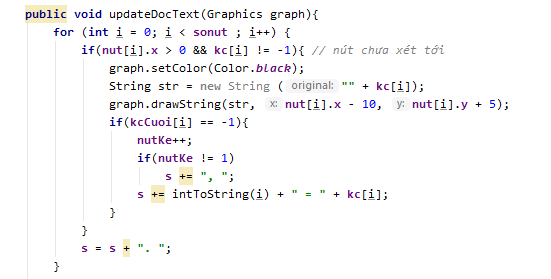 public void updateDocText(Graphics graph){
for (int i = 0; i < sonut ; i++) {
if(nut[i].x > 0 && kc[i] != -1){ // nút chưa xét tới
graph.setColor(Color.black);
String str = new String ( original: "" + kc[i]);
graph.drawString(str, x: nut[i].x - 10, y: nut[i].y + 5);
if(kcCuoi[i] == -1){
nutKe++;
if(nutKe != 1)
s += ", ";
s += intToString(i) + " = " + kc[i];
}
}
s = s + ". ";
}